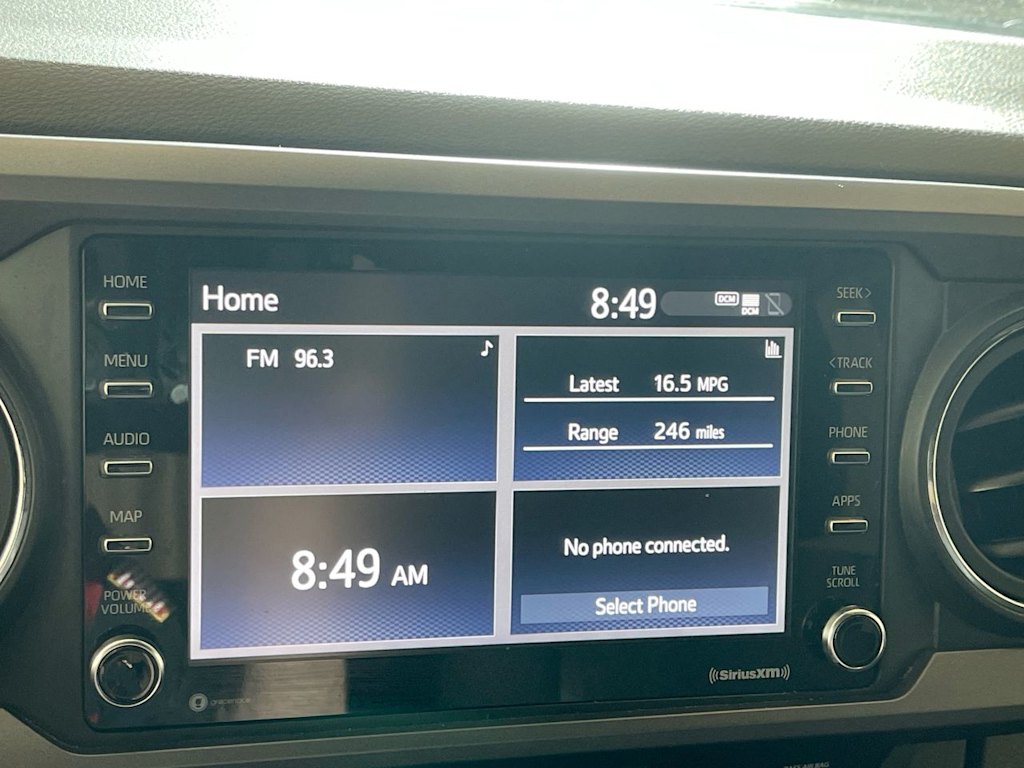 HOME
MENU
AUDIO
MAP
POWER
VOLUME
Home
8:49
DCM
DCM
FM 96.3
Latest 16.5 MPG
Range 246 miles
8:49 AM
No phone connected.
Select Phone
SEEK>
<TRACK
PHONE
APPS
TUNE
SCROLL
gracenote
((SiriusXM))